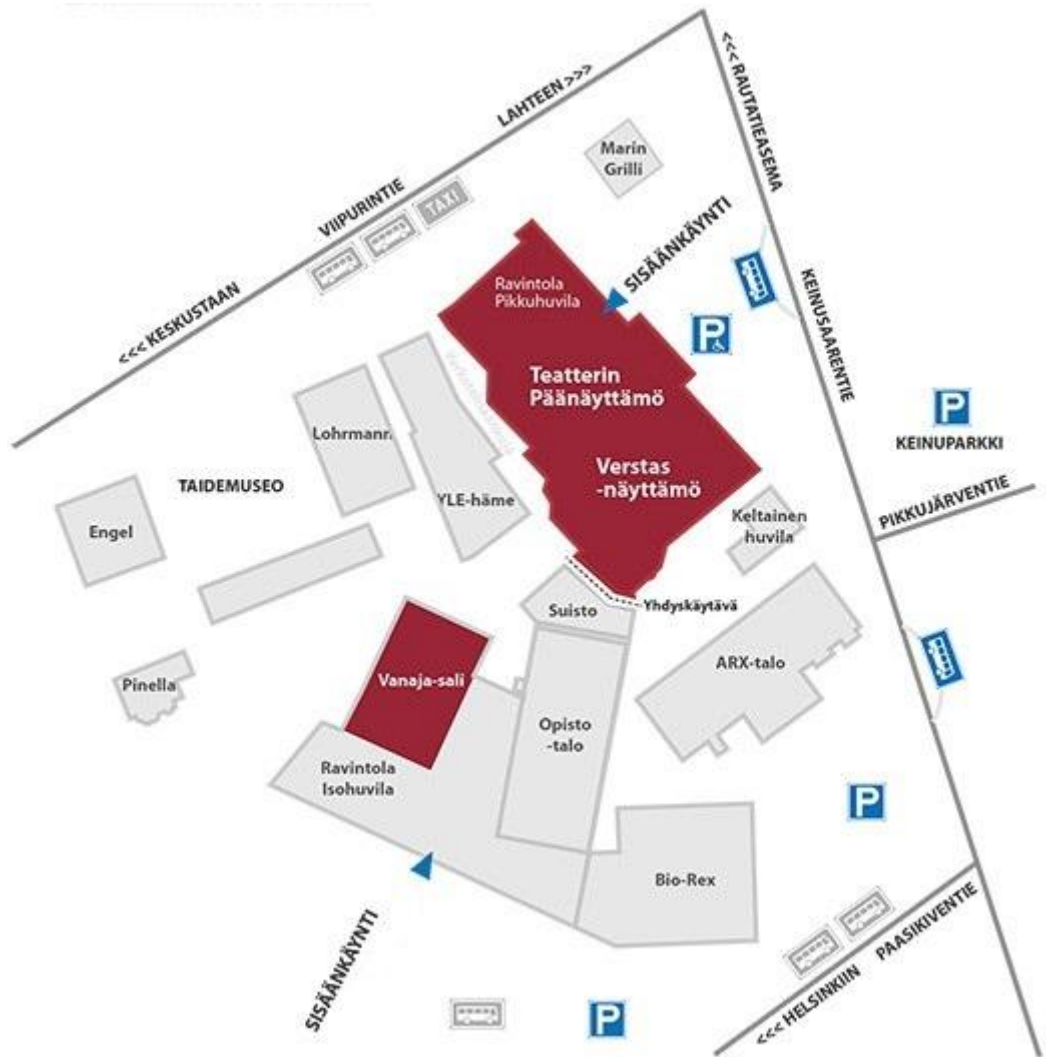 <<< RAUTATIEASEMA
LAHTEEN >>>
Marin
Grilli
VIIPURINTIE
TAXI
SISÄÄNKÄYNTI
<<< KESKUSTAAN
Ravintola
Pikkuhuvila
KEINUSAARENTIE
P
Teatterin
Päänäyttämö
P
KEINUPARKKI
Lohrmann
Verstas
-näyttämö
TAIDEMUSEO
YLE-häme
PIKKUJÄRVENTIE
Engel
Keltainen
huvila
Suisto
Yhdyskäytävä
ARX-talo
Vanaja-sali
Pinella
Opisto
-talo
Ravintola
Isohuvila
P
Bio-Rex
SISÄÄNKÄYNTI
PAASIKIVENTIE
<<< HELSINKIIN
P